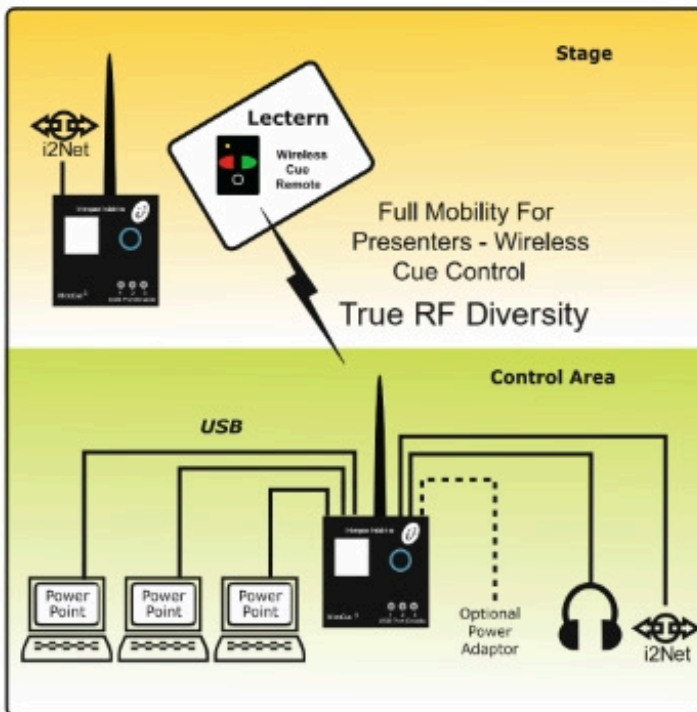 Stage
i2Net
Lectern
Wireless
Cue
Remote
Full Mobility For
Presenters - Wireless
Cue Control
True RF Diversity
Control Area
USB
Power
Point
Power
Point
Power
Point
Optional
Power
Adaptor
i2Net